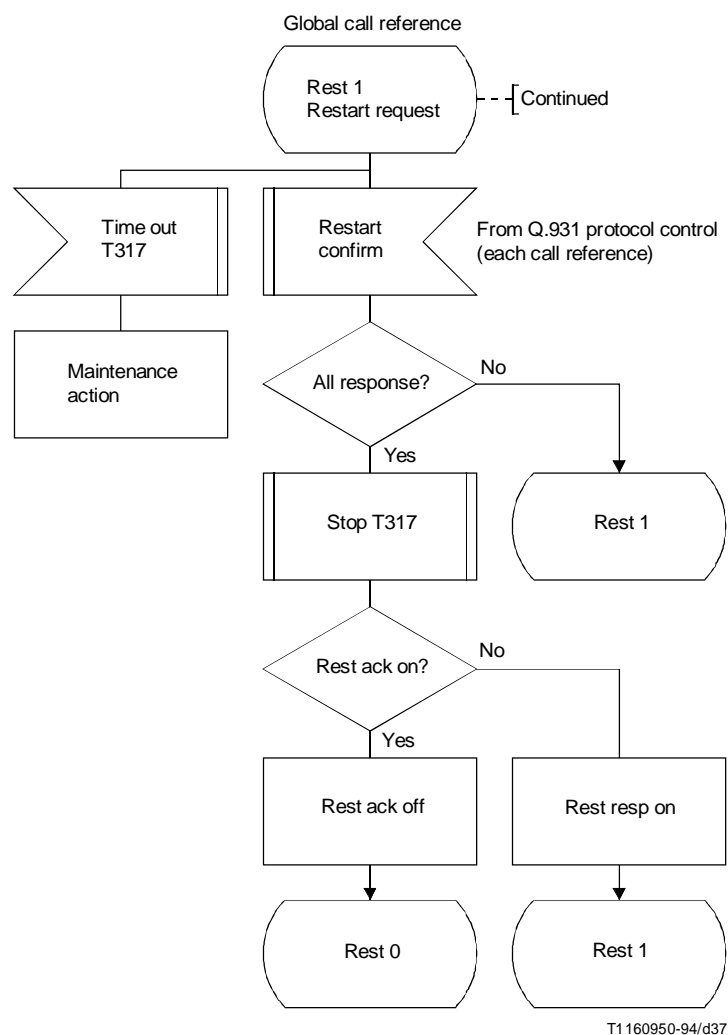 Global call reference
Rest 1
Restart request
Continued
Time out
T317
Restart
confirm
From Q.931 protocol control
(each call reference)
Maintenance
action
All response?
No
Yes
Stop T317
Rest 1
Rest ack on?
No
Yes
Rest ack off
Rest resp on
Rest 0
Rest 1
T1160950-94/d37